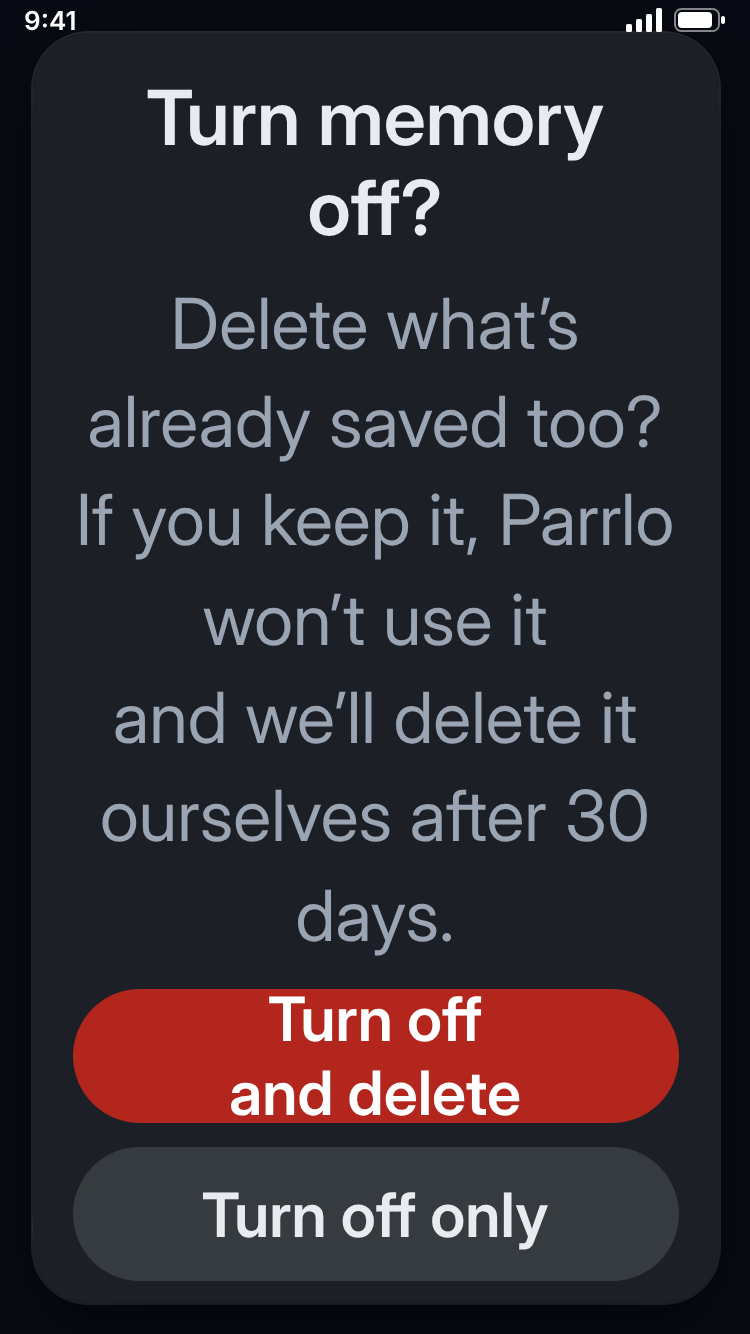 9:41
Turn memory
off?
Delete what’s
already saved too?
If you keep it, Parrlo
won’t use it
and we’ll delete it
ourselves after 30
days.
Turn off
and delete
Turn off only